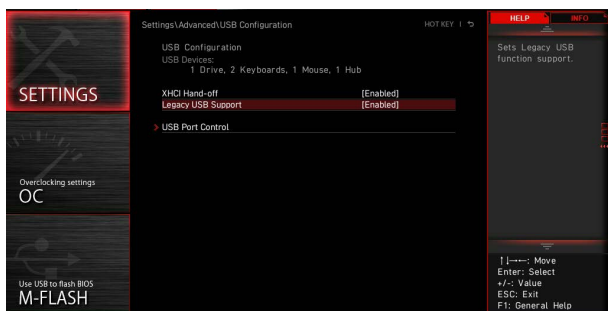 Settings\Advanced\USB Configuration
HOT KEY
HELP
INFO
USB Configuration
USB Devices:
1 Drive, 2 Keyboards, 1 Mouse, 1 Hub
XHCI Hand-off [Enabled]
Legacy USB Support [Enabled]
USB Port Control
Sets Legacy USB
function support.
SETTINGS
Overclocking settings
OC
Use USB to flash BIOS
M-FLASH
↑↓→←: Move
Enter: Select
+/-: Value
ESC: Exit
F1: General Help